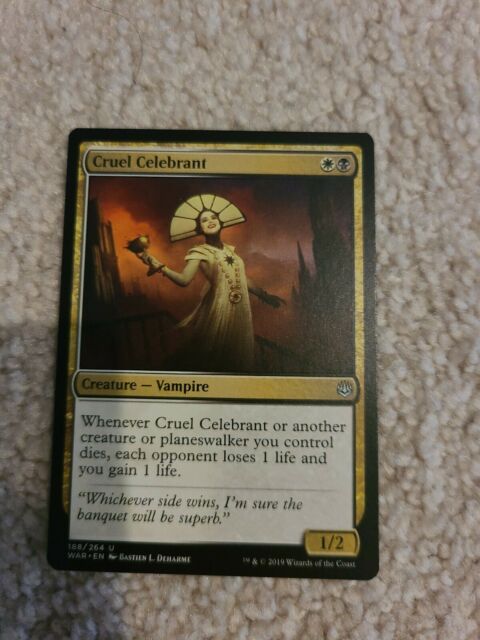 Cruel Celebrant
Creature — Vampire
Whenever Cruel Celebrant or another
creature or planeswalker you control
dies, each opponent loses 1 life and
you gain 1 life.
“Whichever side wins, I’m sure the
banquet will be superb.”
1/2
188/264 U
WAR • EN Bastien L. Deharme
™ & © 2019 Wizards of the Coast